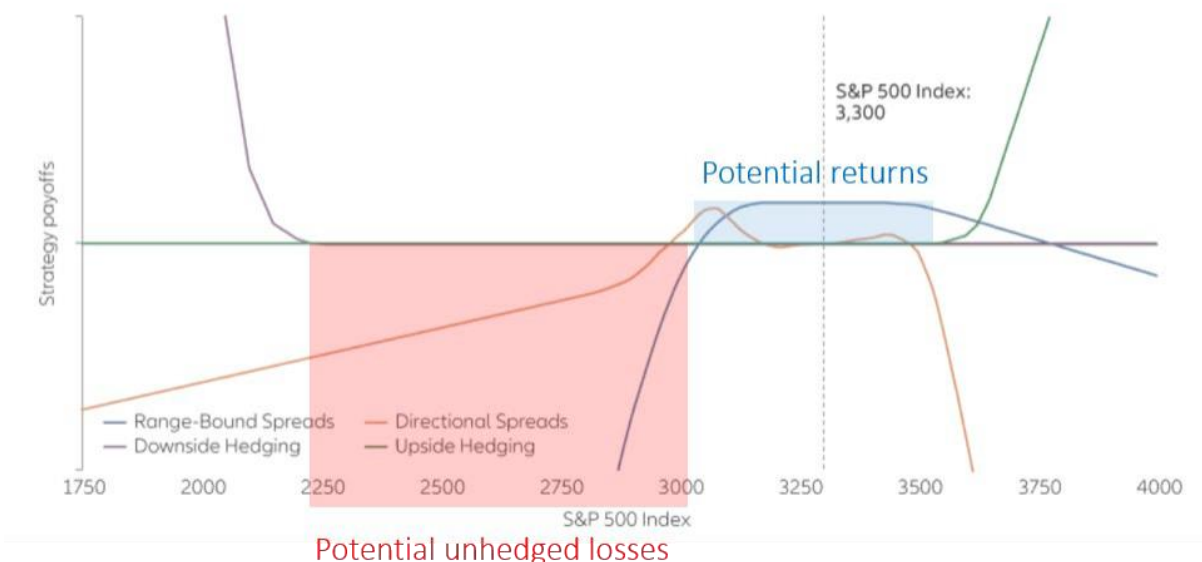 S&P 500 Index:
3,300
Potential returns
Strategy payoffs
Range-Bound Spreads
Directional Spreads
Downside Hedging
Upside Hedging
1750 2000 2250 2500 2750 3000 3250 3500 3750 4000
S&P 500 Index
Potential unhedged losses